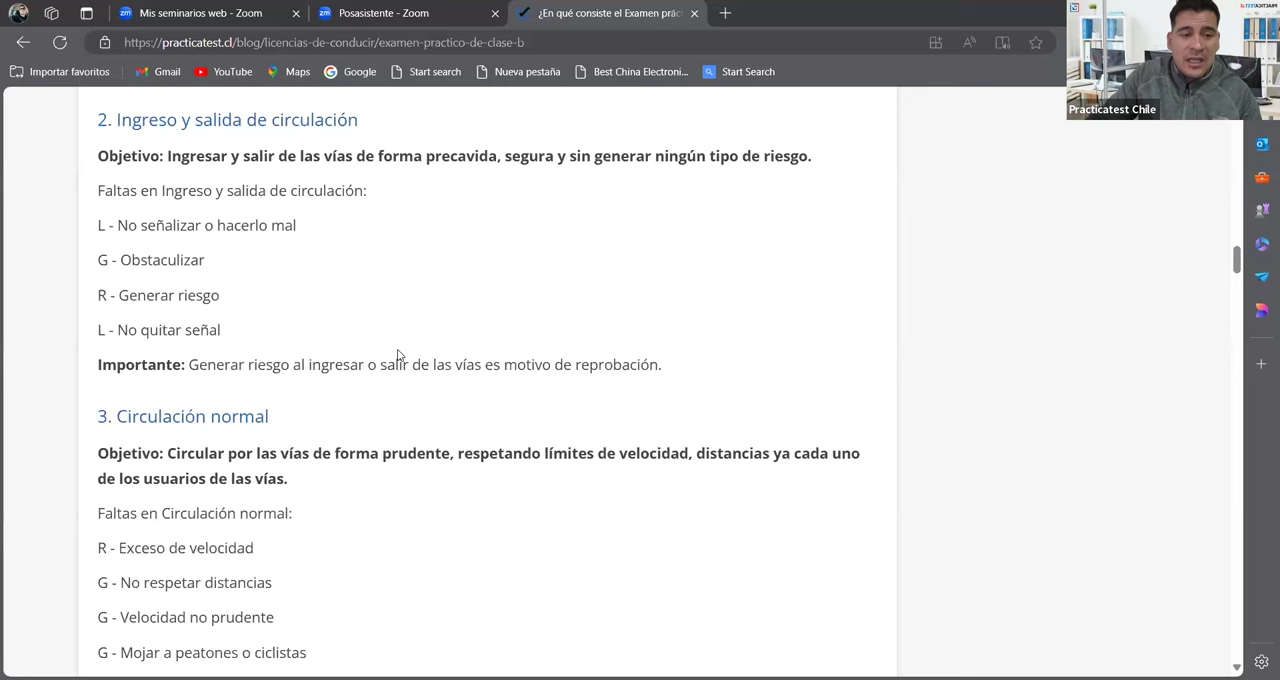 Mis seminarios web - Zoom
Posasistente - Zoom
¿En qué consiste el Examen prác
https://practicatest.cl/blog/licencias-de-conducir/examen-practico-de-clase-b
Importar favoritos
Gmail
YouTube
Maps
Google
Start search
Nueva pestaña
Best China Electroni...
Start Search
Practicatest Chile
2. Ingreso y salida de circulación
Objetivo: Ingresar y salir de las vías de forma precavida, segura y sin generar ningún tipo de riesgo.
Faltas en Ingreso y salida de circulación:
L - No señalizar o hacerlo mal
G - Obstaculizar
R - Generar riesgo
L - No quitar señal
Importante: Generar riesgo al ingresar o salir de las vías es motivo de reprobación.
3. Circulación normal
Objetivo: Circular por las vías de forma prudente, respetando límites de velocidad, distancias ya cada uno
de los usuarios de las vías.
Faltas en Circulación normal:
R - Exceso de velocidad
G - No respetar distancias
G - Velocidad no prudente
G - Mojar a peatones o ciclistas